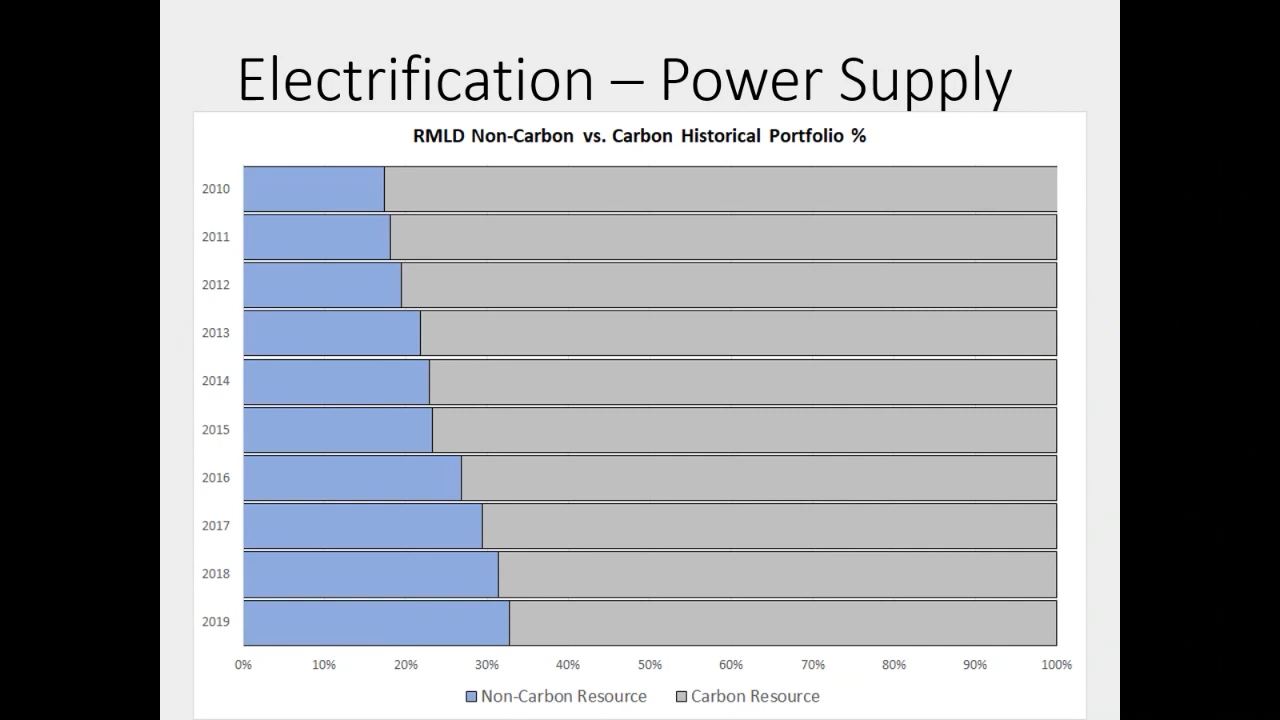 Electrification – Power Supply
RMLD Non-Carbon vs. Carbon Historical Portfolio %
2010
2011
2012
2013
2014
2015
2016
2017
2018
2019
0% 10% 20% 30% 40% 50% 60% 70% 80% 90% 100%
Non-Carbon Resource Carbon Resource